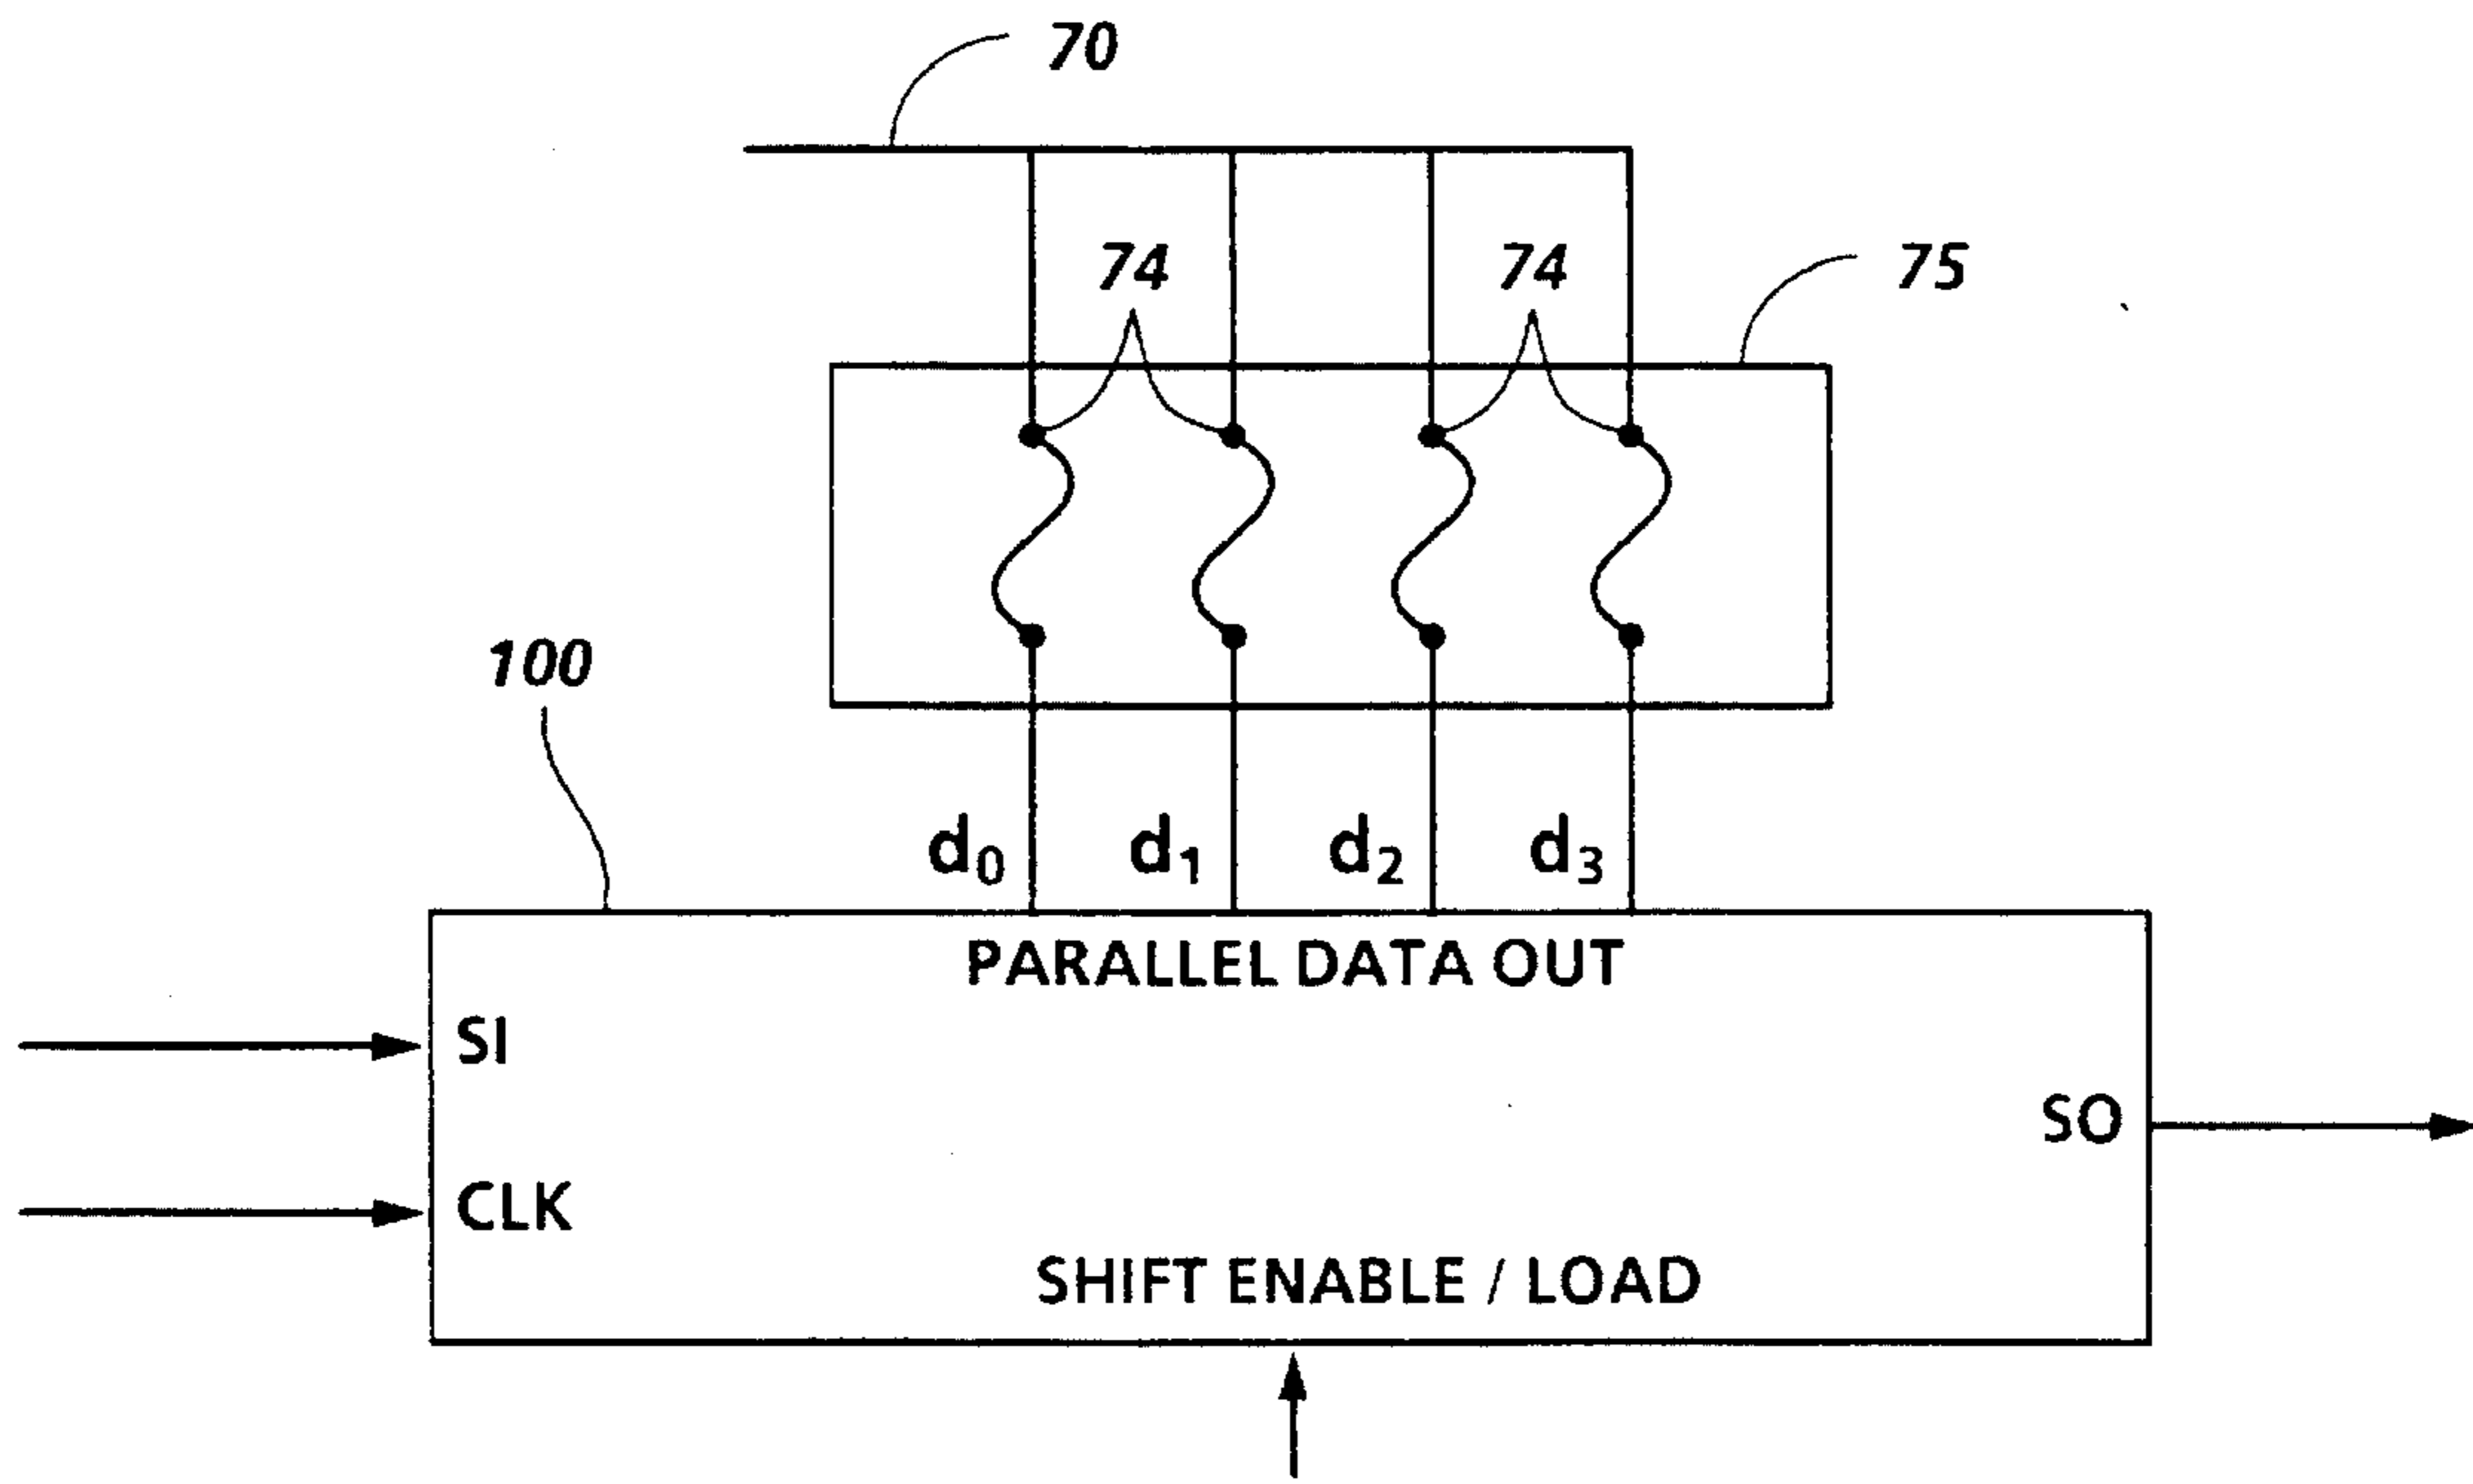 70
74 74 75
100
d0 d1 d2 d3
PARALLEL DATA OUT
SI
SO
CLK
SHIFT ENABLE / LOAD